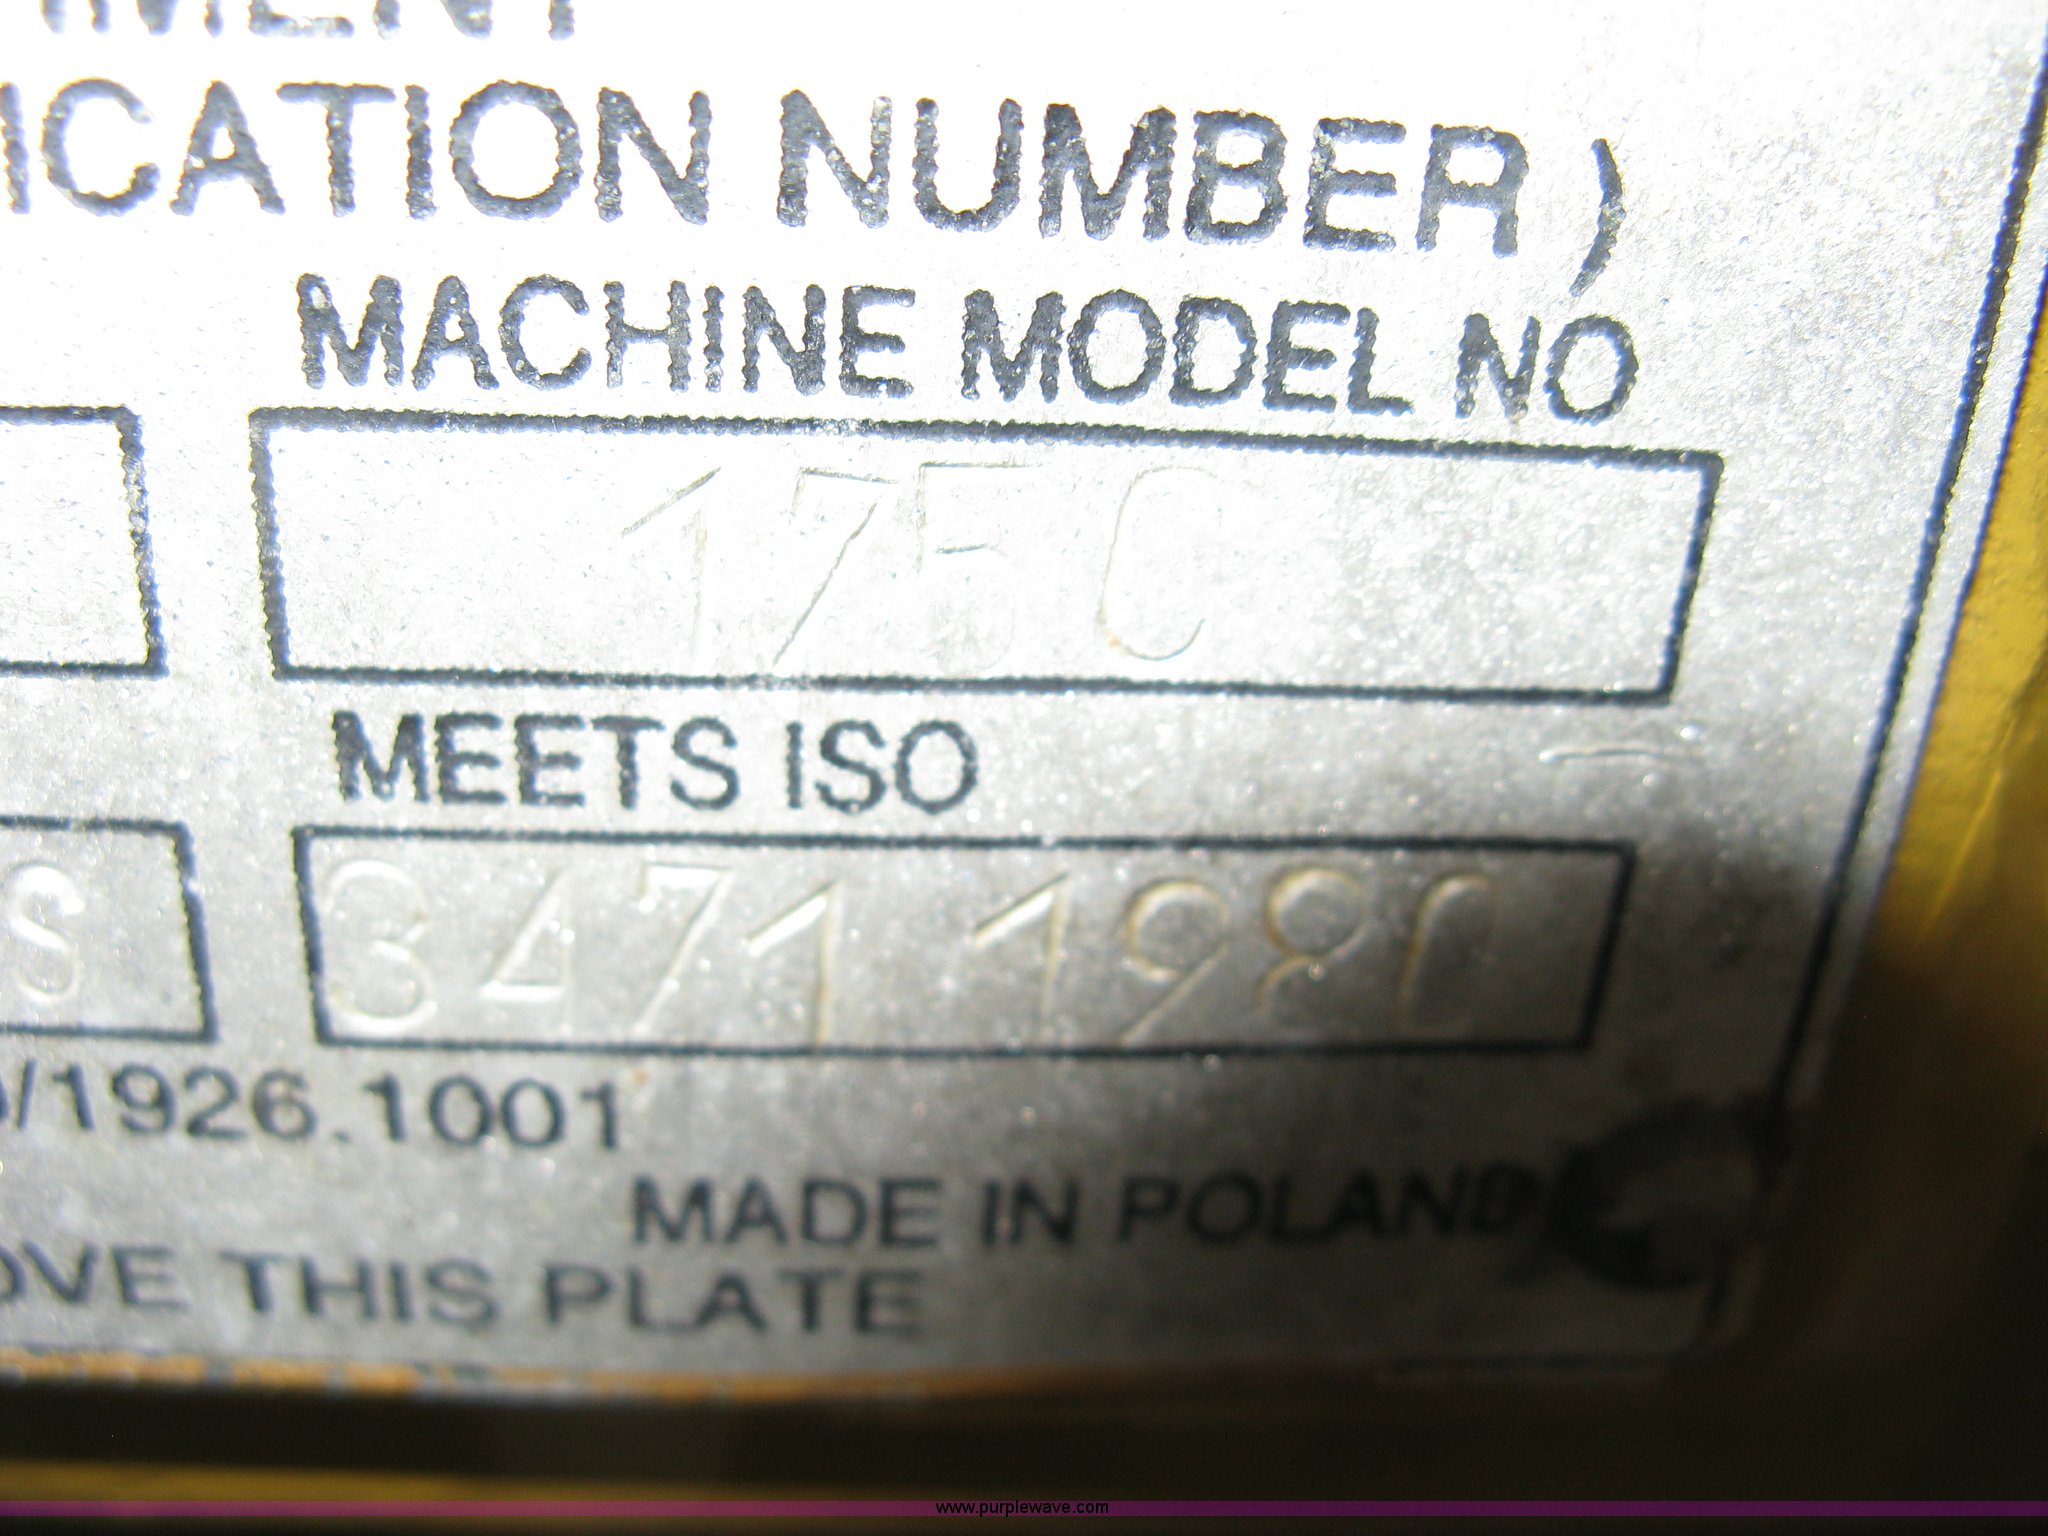 IMENT
ICATION NUMBER )
MACHINE MODEL NO
175C
MEETS ISO
S 3471 1980
/1926.1001
MADE IN POLAND
OVE THIS PLATE
www.purplewave.com